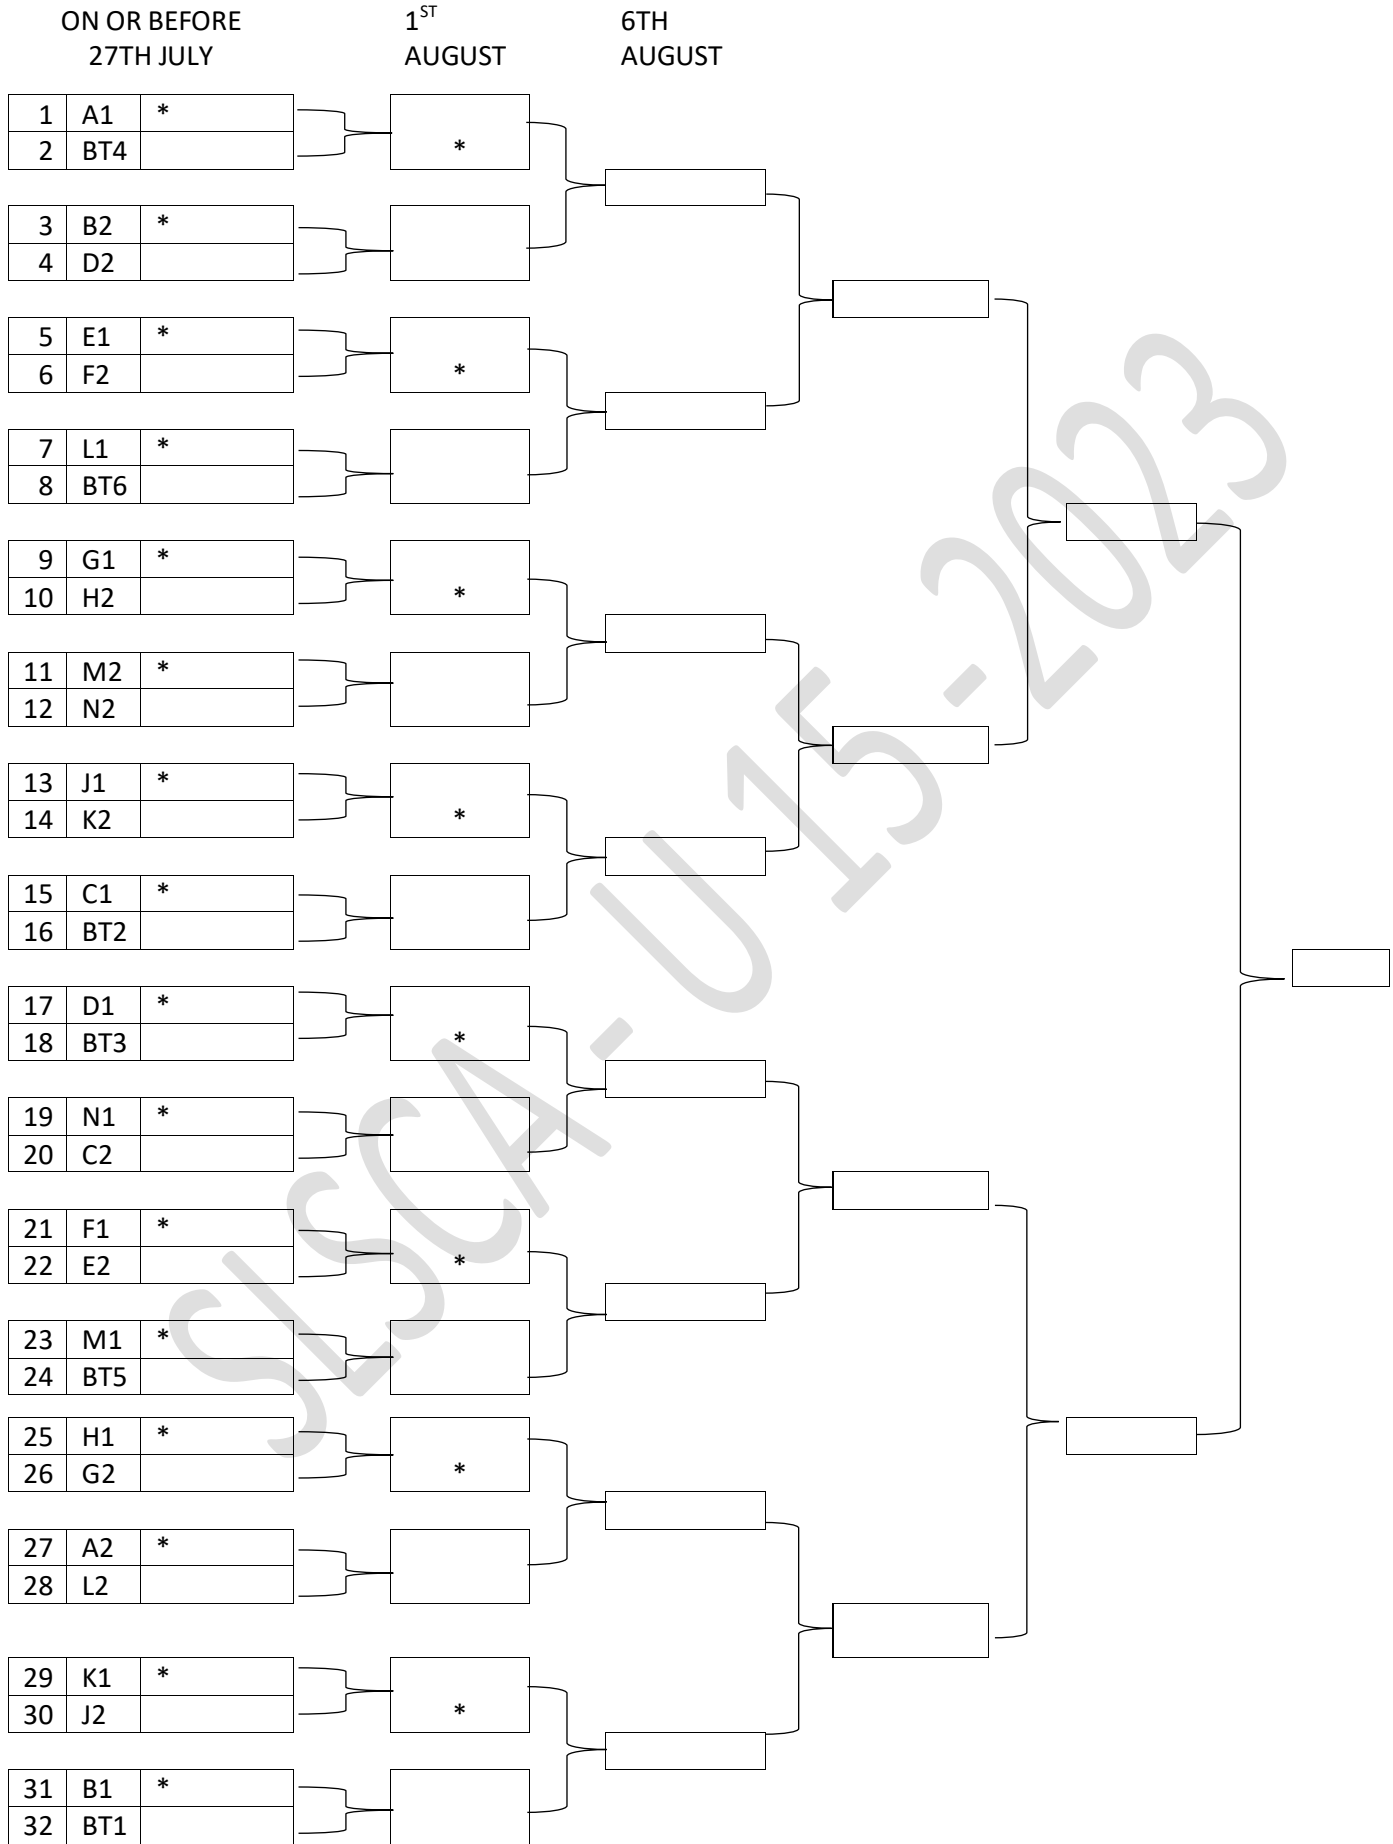 ON OR BEFORE 27TH JULY
1ST AUGUST
6TH AUGUST
1 A1 *
2 BT4
*
3 B2 *
4 D2
5 E1 *
6 F2
*
7 L1 *
8 BT6
9 G1 *
10 H2
*
11 M2 *
12 N2
13 J1 *
14 K2
*
15 C1 *
16 BT2
17 D1 *
18 BT3
*
19 N1 *
20 C2
21 F1 *
22 E2
*
23 M1 *
24 BT5
25 H1 *
26 G2
*
27 A2 *
28 L2
29 K1 *
30 J2
*
31 B1 *
32 BT1
SLSCA - U 15 - 2023